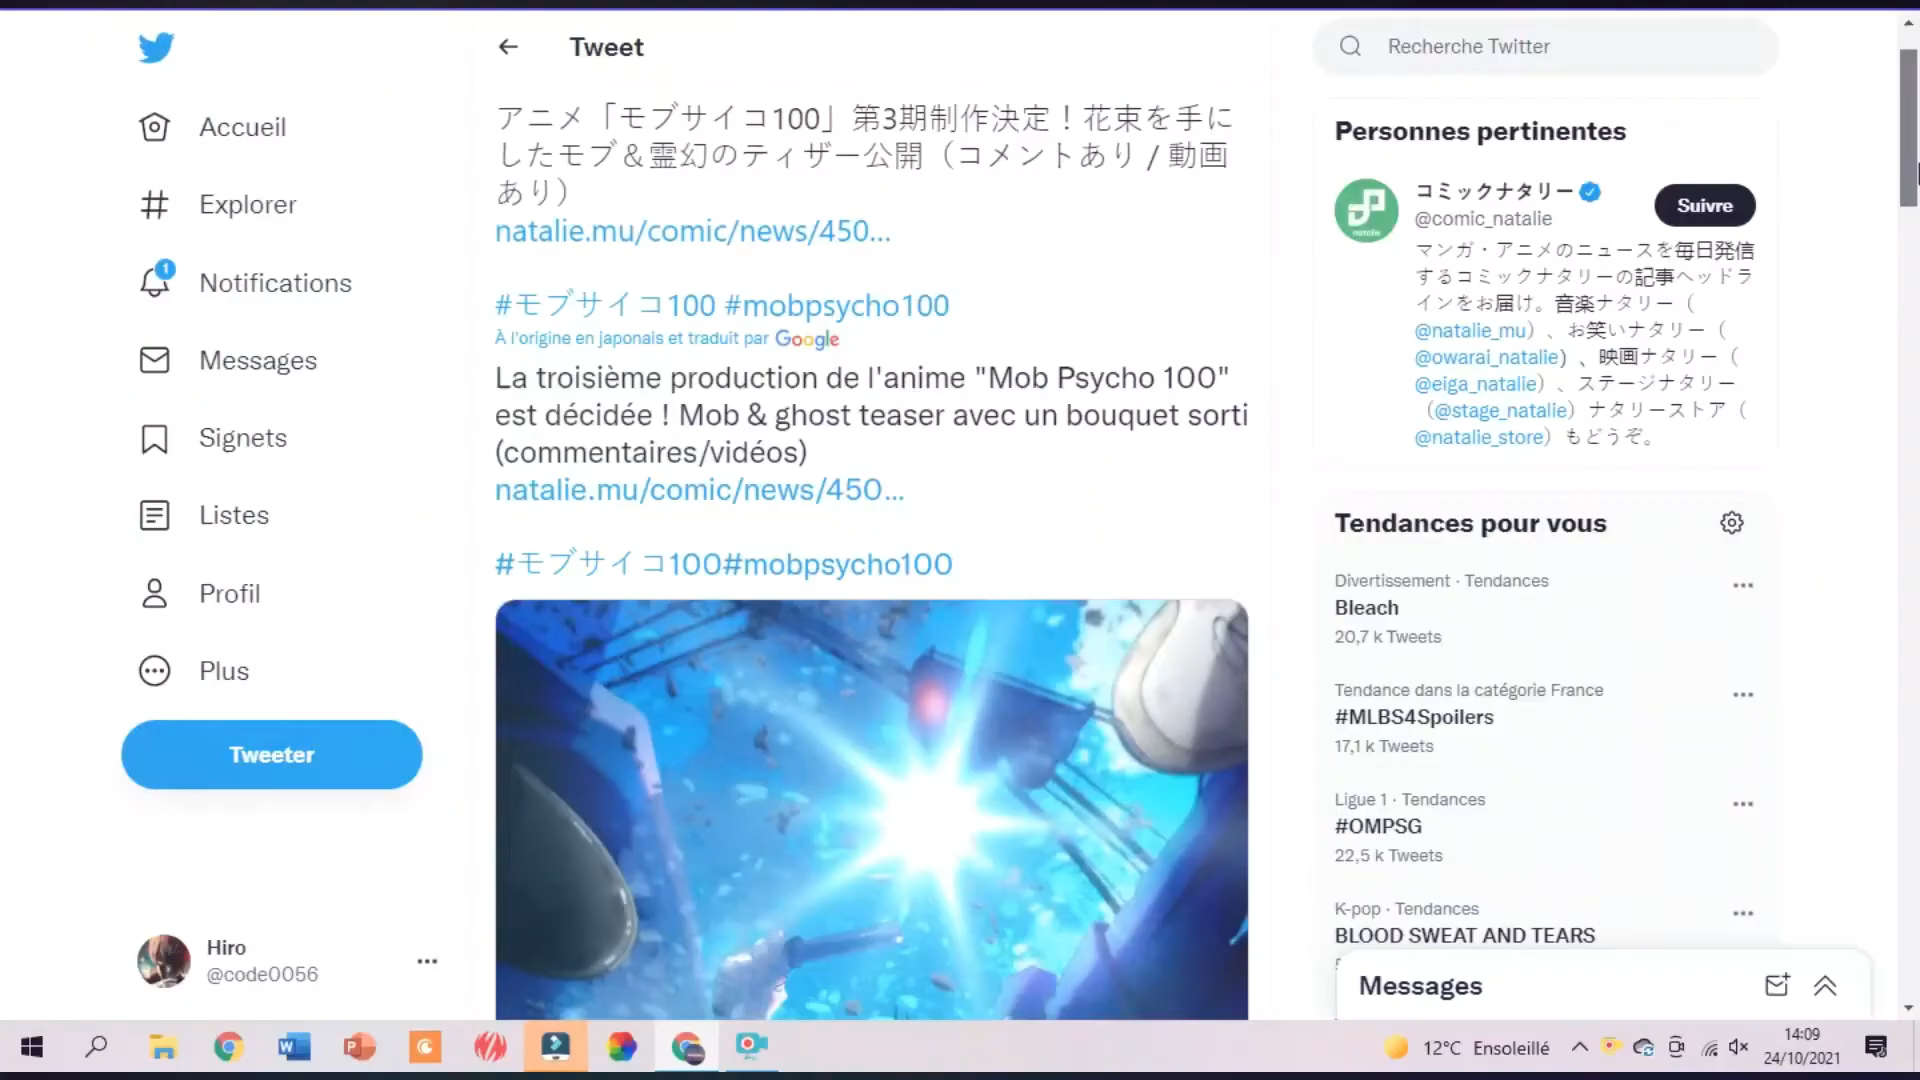 Tweet
Recherche Twitter
Accueil
Explorer
1
Notifications
Messages
Signets
Listes
Profil
Plus
Tweeter
Hiro
@code0056
アニメ「モブサイコ100」第3期制作決定！花束を手に
したモブ＆霊幻のティザー公開（コメントあり / 動画
あり）
natalie.mu/comic/news/450...
#モブサイコ100 #mobpsycho100
À l'origine en japonais et traduit par Google
La troisième production de l'anime "Mob Psycho 100"
est décidée ! Mob & ghost teaser avec un bouquet sorti
(commentaires/vidéos)
natalie.mu/comic/news/450...
#モブサイコ100#mobpsycho100
Personnes pertinentes
natalie
コミックナタリー
@comic_natalie
Suivre
マンガ・アニメのニュースを毎日発信
するコミックナタリーの記事ヘッドラ
インをお届け。音楽ナタリー（
@natalie_mu）、お笑いナタリー（
@owarai_natalie）、映画ナタリー（
@eiga_natalie）、ステージナタリー
（@stage_natalie）ナタリーストア（
@natalie_store）もどうぞ。
Tendances pour vous
Divertissement · Tendances
Bleach
20,7 k Tweets
Tendance dans la catégorie France
#MLBS4Spoilers
17,1 k Tweets
Ligue 1 · Tendances
#OMPSG
22,5 k Tweets
K-pop · Tendances
BLOOD SWEAT AND TEARS
Messages
12°C Ensoleillé
14:09
24/10/2021